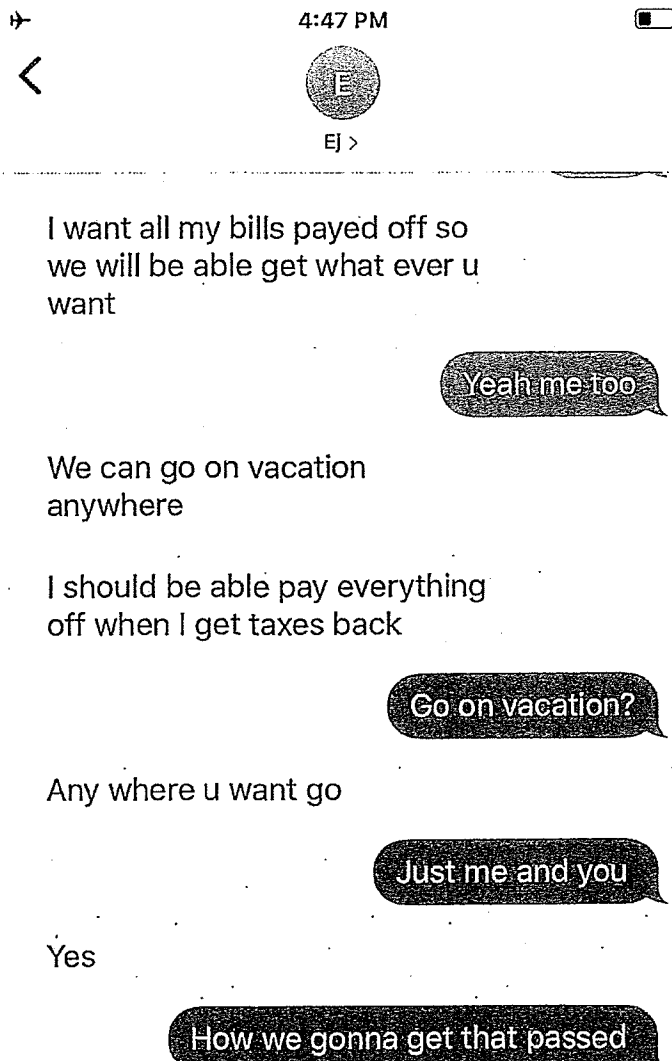 4:47 PM
E
Ej >
I want all my bills payed off so
we will be able get what ever u
want
Yeah me too
We can go on vacation
anywhere
I should be able pay everything
off when I get taxes back
Go on vacation?
Any where u want go
Just me and you
Yes
How we gonna get that passed